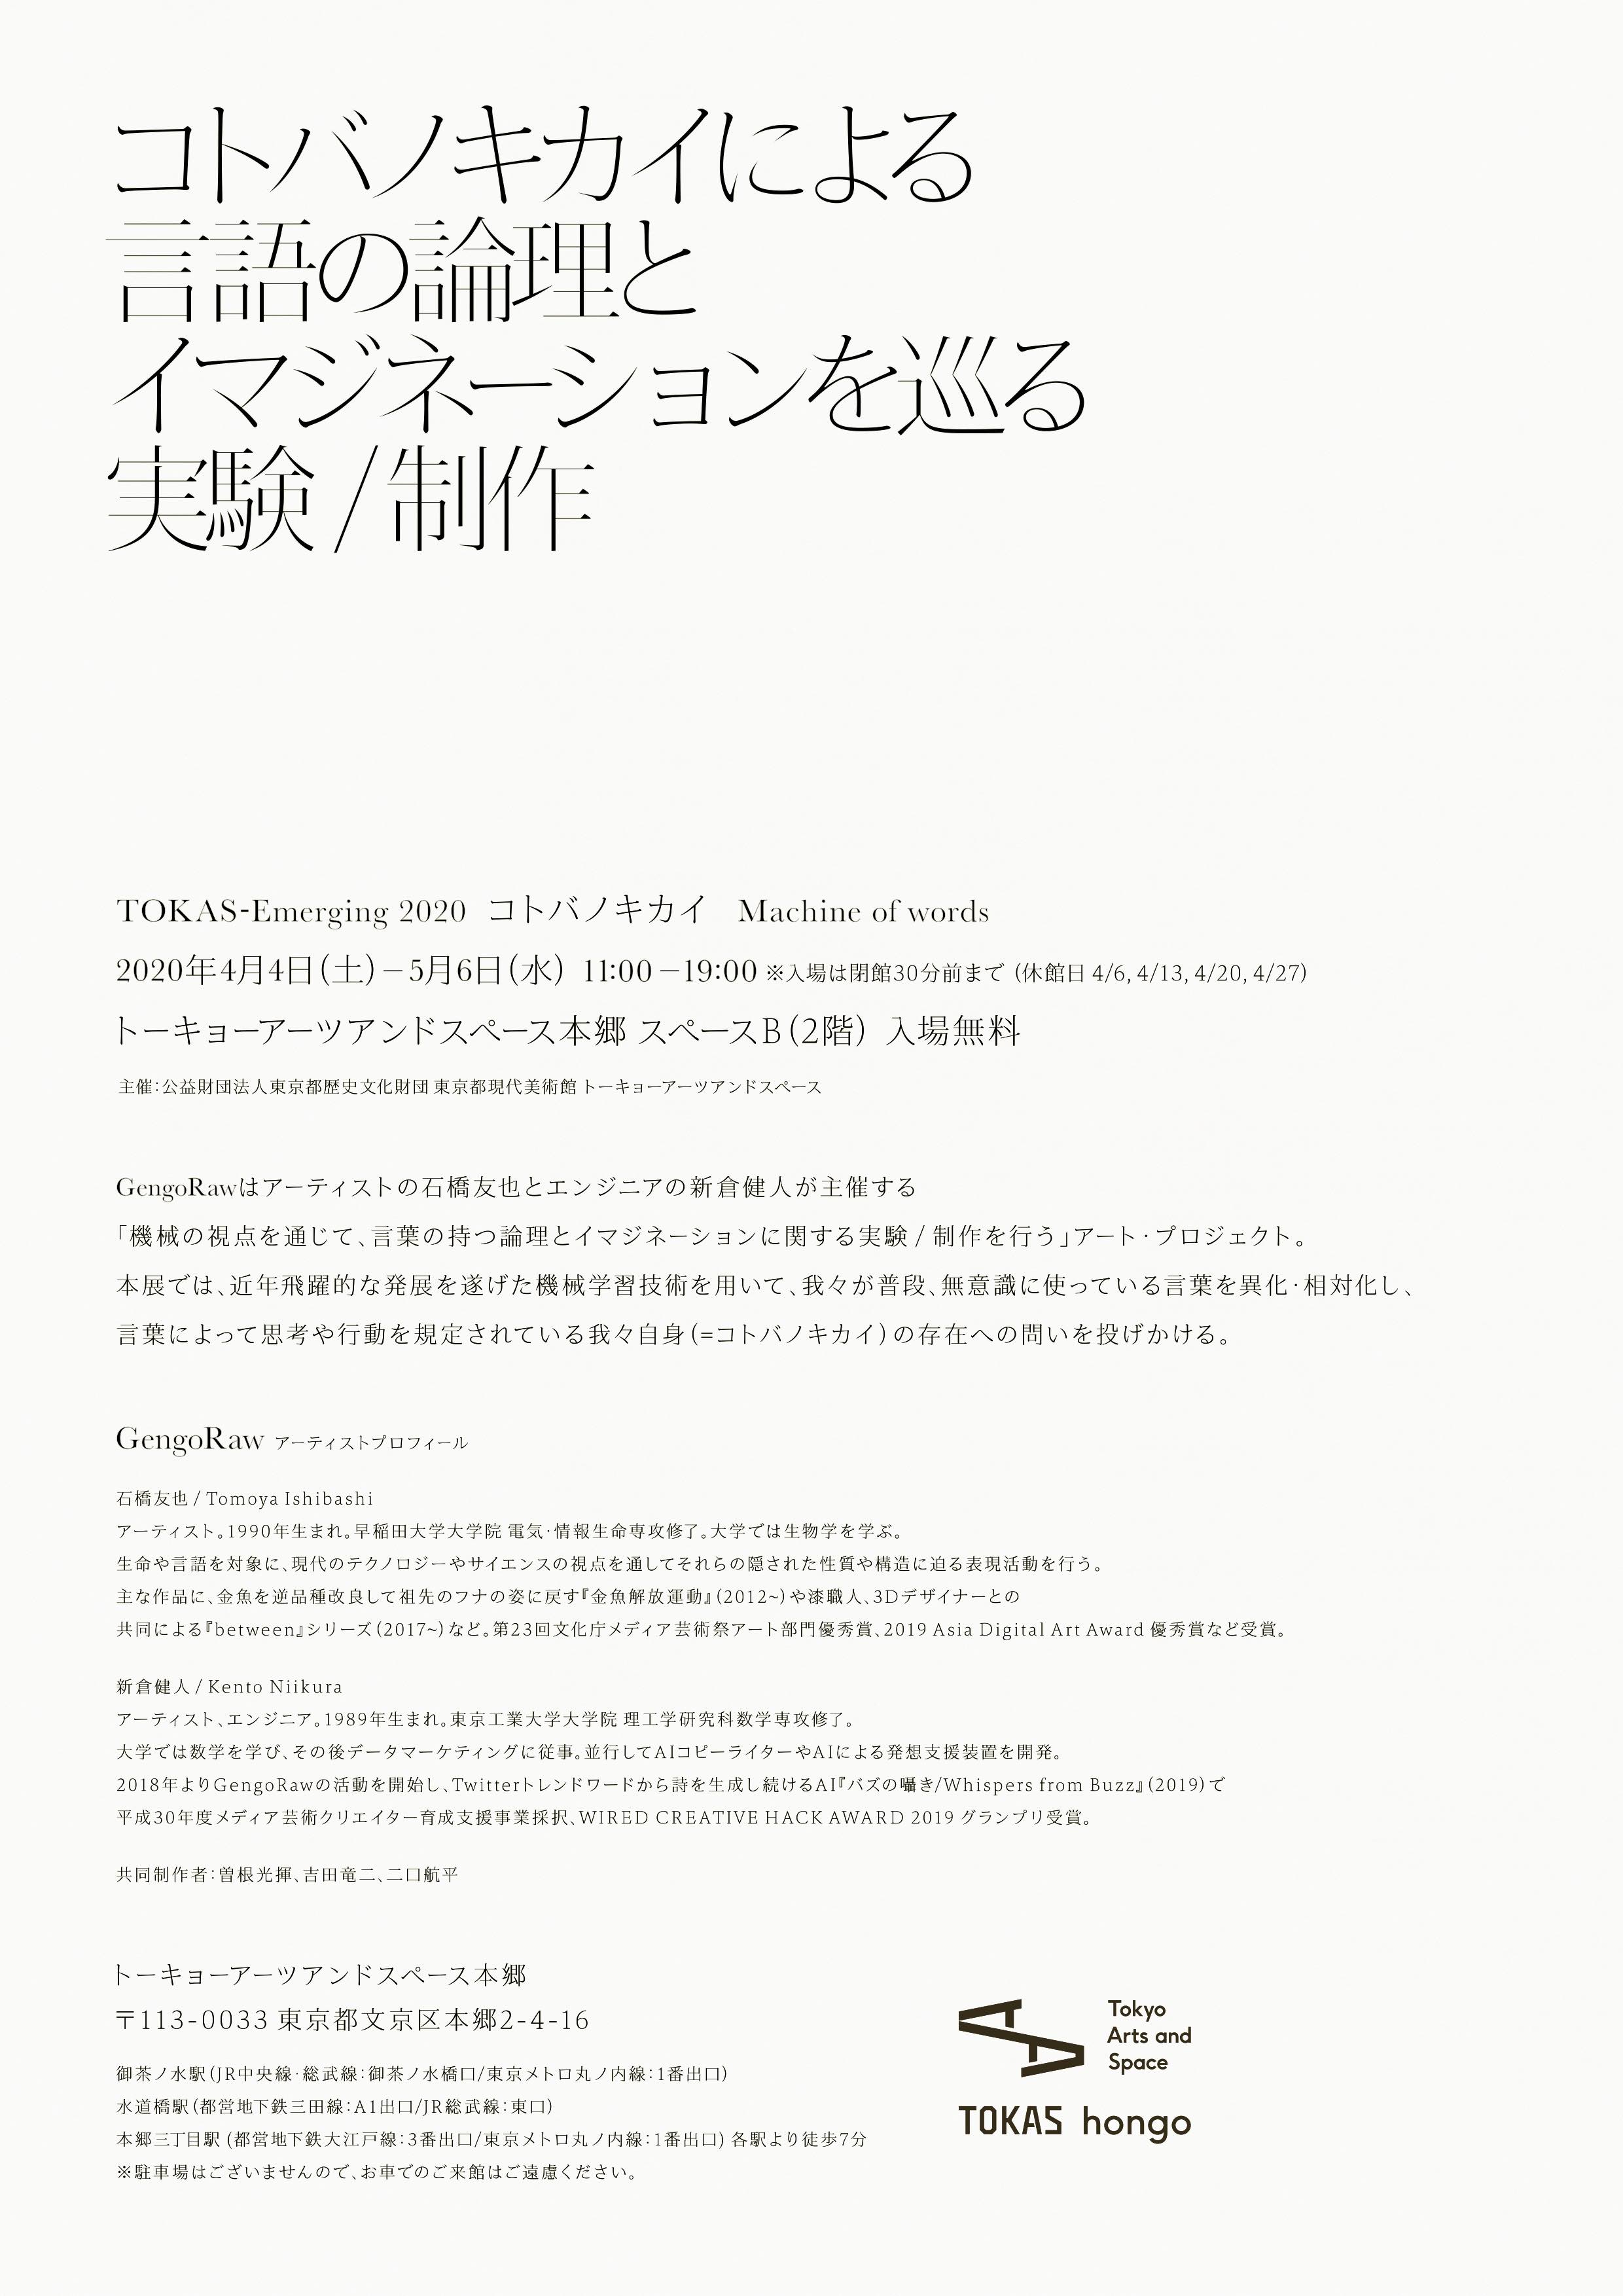 コトバノキカイによる
言語の論理と
イマジネーションを巡る
実験 / 制作
TOKAS-Emerging 2020 コトバノキカイ Machine of words
2020年4月4日(土)－5月6日(水) 11:00－19:00 ※入場は閉館30分前まで (休館日 4/6, 4/13, 4/20, 4/27)
トーキョーアーツアンドスペース本郷 スペースB(2階) 入場無料
主催:公益財団法人東京都歴史文化財団 東京都現代美術館 トーキョーアーツアンドスペース
GengoRawはアーティストの石橋友也とエンジニアの新倉健人が主催する
「機械の視点を通じて、言葉の持つ論理とイマジネーションに関する実験 / 制作を行う」アート・プロジェクト。
本展では、近年飛躍的な発展を遂げた機械学習技術を用いて、我々が普段、無意識に使っている言葉を異化・相対化し、
言葉によって思考や行動を規定されている我々自身(=コトバノキカイ)の存在への問いを投げかける。
GengoRaw アーティストプロフィール
石橋友也 / Tomoya Ishibashi
アーティスト。1990年生まれ。早稲田大学大学院 電気・情報生命専攻修了。大学では生物学を学ぶ。
生命や言語を対象に、現代のテクノロジーやサイエンスの視点を通してそれらの隠された性質や構造に迫る表現活動を行う。
主な作品に、金魚を逆品種改良して祖先のフナの姿に戻す『金魚解放運動』(2012~)や漆職人、3Dデザイナーとの
共同による『between』シリーズ(2017~)など。第23回文化庁メディア芸術祭アート部門優秀賞、2019 Asia Digital Art Award 優秀賞など受賞。
新倉健人 / Kento Niikura
アーティスト、エンジニア。1989年生まれ。東京工業大学大学院 理工学研究科数学専攻修了。
大学では数学を学び、その後データマーケティングに従事。並行してAIコピーライターやAIによる発想支援装置を開発。
2018年よりGengoRawの活動を開始し、Twitterトレンドワードから詩を生成し続けるAI『バズの囁き/Whispers from Buzz』(2019)で
平成30年度メディア芸術クリエイター育成支援事業採択、WIRED CREATIVE HACK AWARD 2019 グランプリ受賞。
共同制作者:曽根光揮、吉田竜二、二口航平
トーキョーアーツアンドスペース本郷
〒113-0033 東京都文京区本郷2-4-16
御茶ノ水駅(JR中央線・総武線:御茶ノ水橋口/東京メトロ丸ノ内線:1番出口)
水道橋駅(都営地下鉄三田線:A1出口/JR総武線:東口)
本郷三丁目駅 (都営地下鉄大江戸線:3番出口/東京メトロ丸ノ内線:1番出口) 各駅より徒歩7分
※駐車場はございませんので、お車でのご来館はご遠慮ください。
Tokyo
Arts and
Space
TOKAS hongo